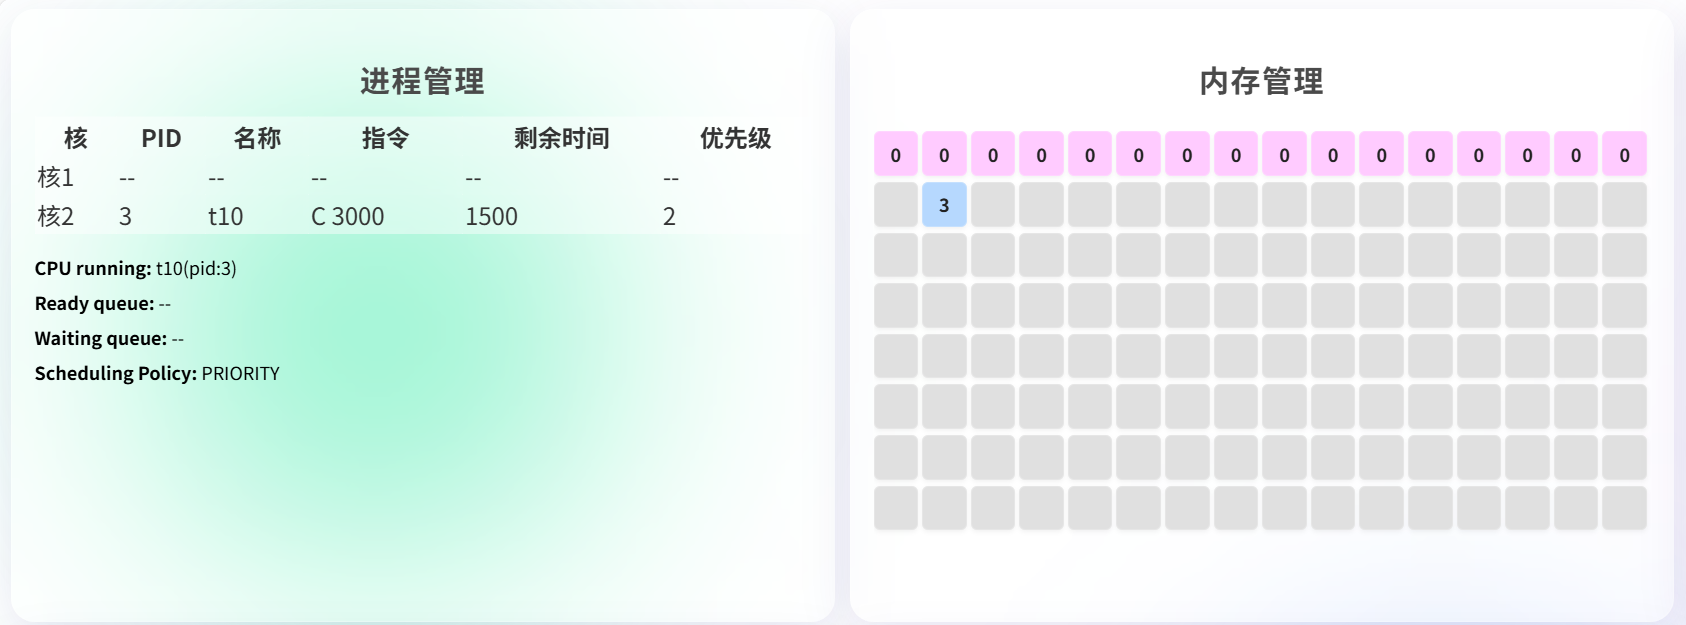 进程管理
核 PID 名称 指令 剩余时间 优先级
核1 -- -- -- -- --
核2 3 t10 C 3000 1500 2
CPU running: t10(pid:3)
Ready queue: --
Waiting queue: --
Scheduling Policy: PRIORITY
内存管理
0 0 0 0 0 0 0 0 0 0 0 0 0 0 0 0
3